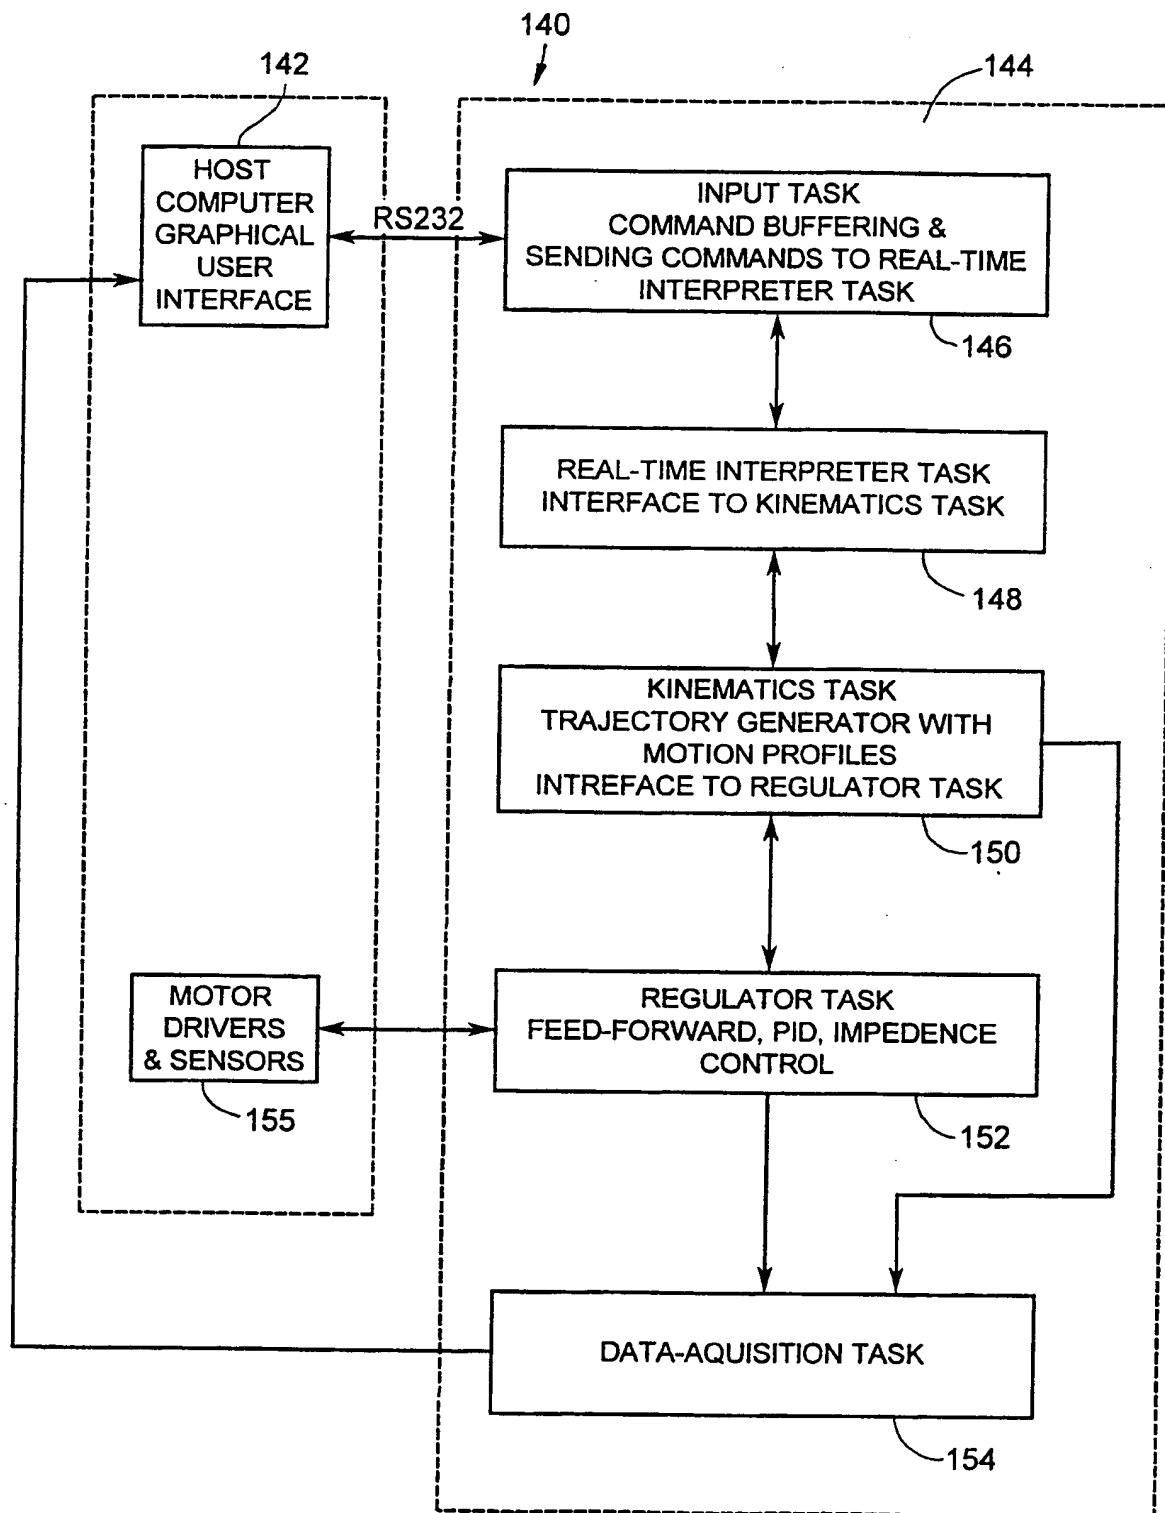 140
142
144
HOST
COMPUTER
GRAPHICAL
USER
INTERFACE
RS232
INPUT TASK
COMMAND BUFFERING &
SENDING COMMANDS TO REAL-TIME
INTERPRETER TASK
146
REAL-TIME INTERPRETER TASK
INTERFACE TO KINEMATICS TASK
148
KINEMATICS TASK
TRAJECTORY GENERATOR WITH
MOTION PROFILES
INTREFACE TO REGULATOR TASK
150
MOTOR
DRIVERS
& SENSORS
155
REGULATOR TASK
FEED-FORWARD, PID, IMPEDENCE
CONTROL
152
DATA-AQUISITION TASK
154